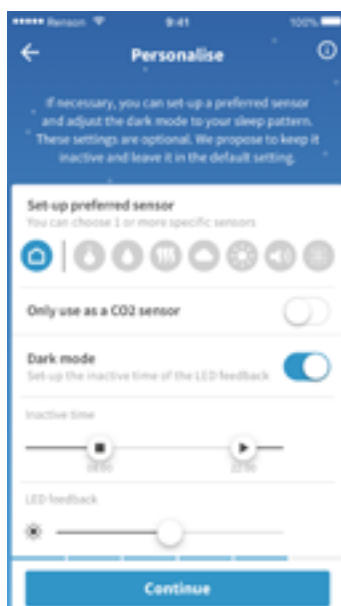 Renson 9:41 100%
Personalise
If necessary, you can set-up a preferred sensor
and adjust the dark mode to your sleep pattern.
These settings are optional. We propose to keep it
inactive and leave it in the default setting.
Set-up preferred sensor
You can choose 1 or more specific sensors
Only use as a CO2 sensor
Dark mode
Set-up the inactive time of the LED feedback
Inactive time
22:00
LED feedback
Continue